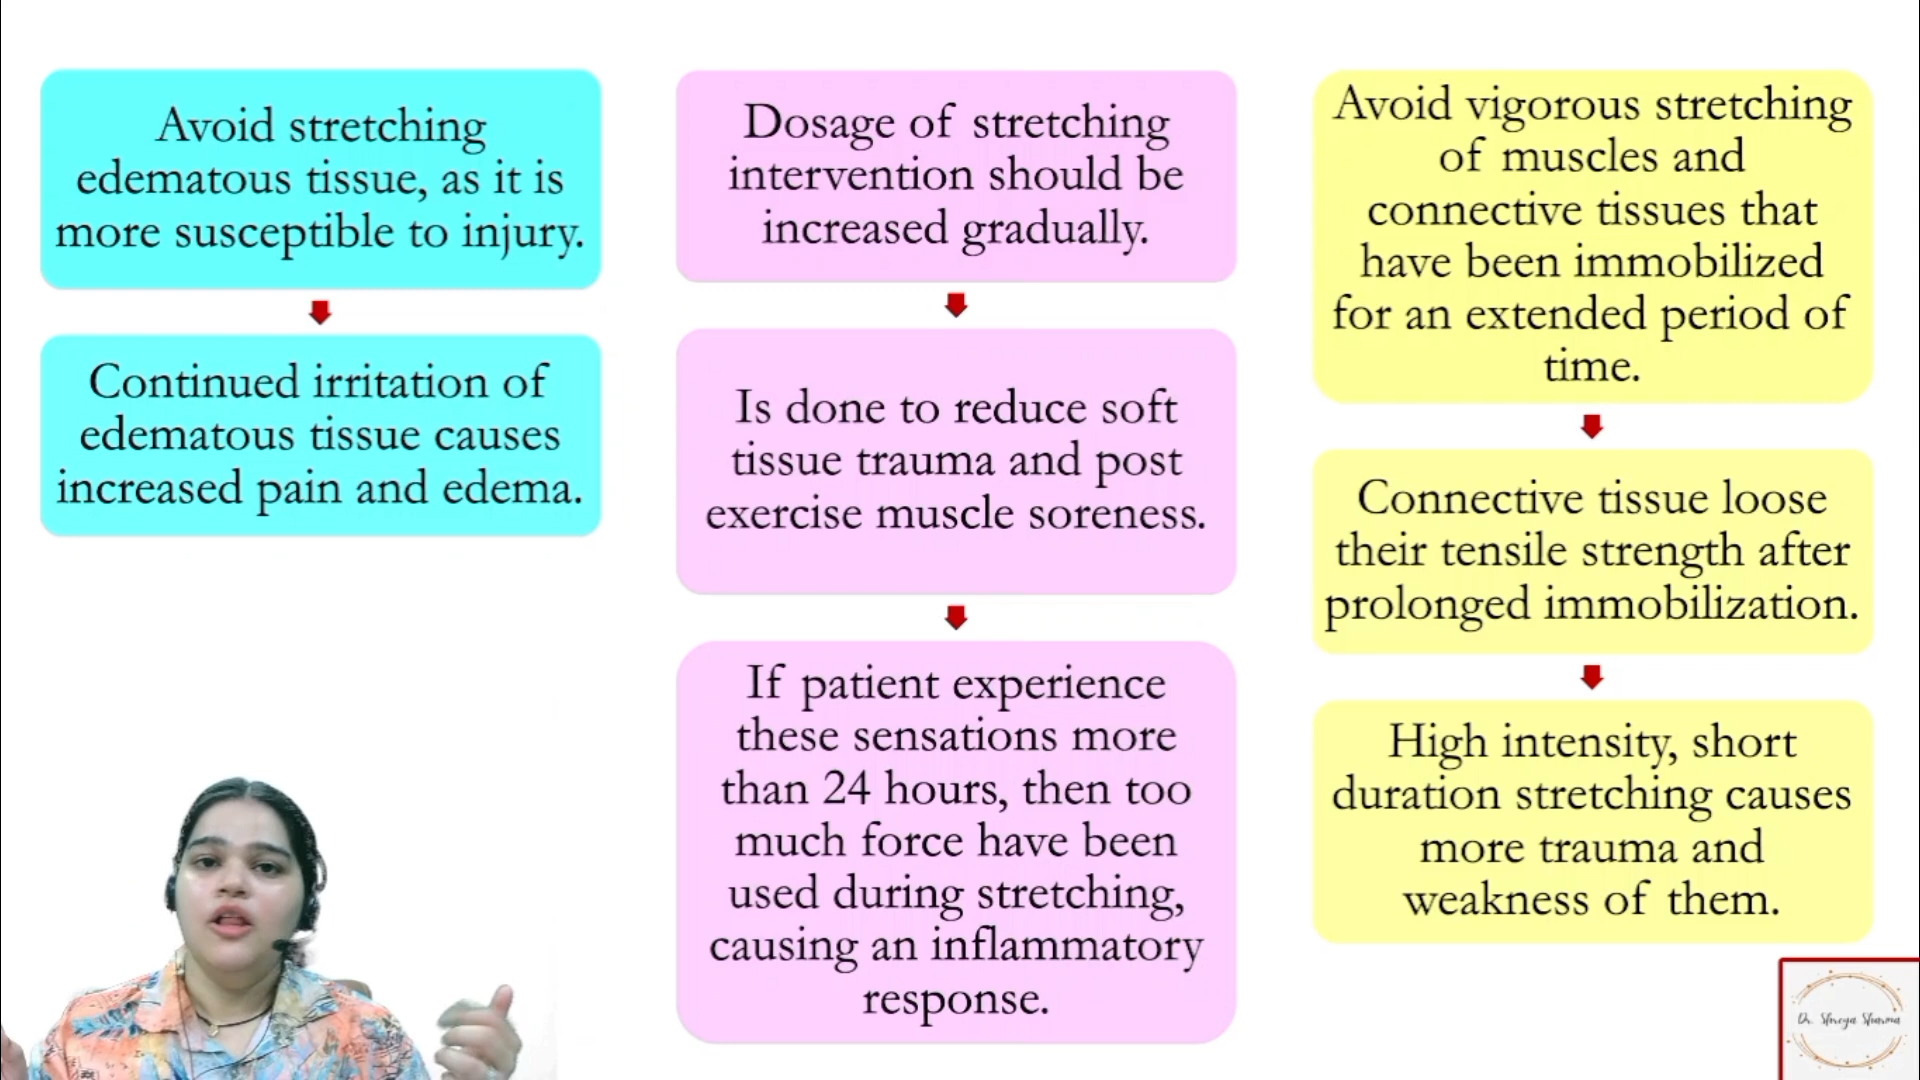 Avoid stretching
edematous tissue, as it is
more susceptible to injury.
Continued irritation of
edematous tissue causes
increased pain and edema.
Dosage of stretching
intervention should be
increased gradually.
Is done to reduce soft
tissue trauma and post
exercise muscle soreness.
If patient experience
these sensations more
than 24 hours, then too
much force have been
used during stretching,
causing an inflammatory
response.
Avoid vigorous stretching
of muscles and
connective tissues that
have been immobilized
for an extended period of
time.
Connective tissue loose
their tensile strength after
prolonged immobilization.
High intensity, short
duration stretching causes
more trauma and
weakness of them.
Dr. Shreya Sharma